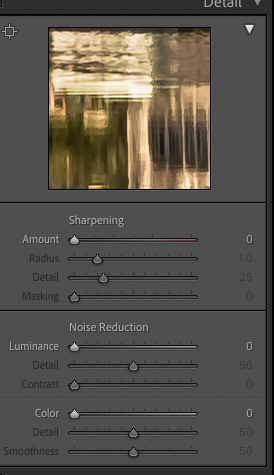 Detail
Sharpening
Amount 0
Radius 1.0
Detail 25
Masking 0
Noise Reduction
Luminance 0
Detail 50
Contrast 0
Color 0
Detail 50
Smoothness 50